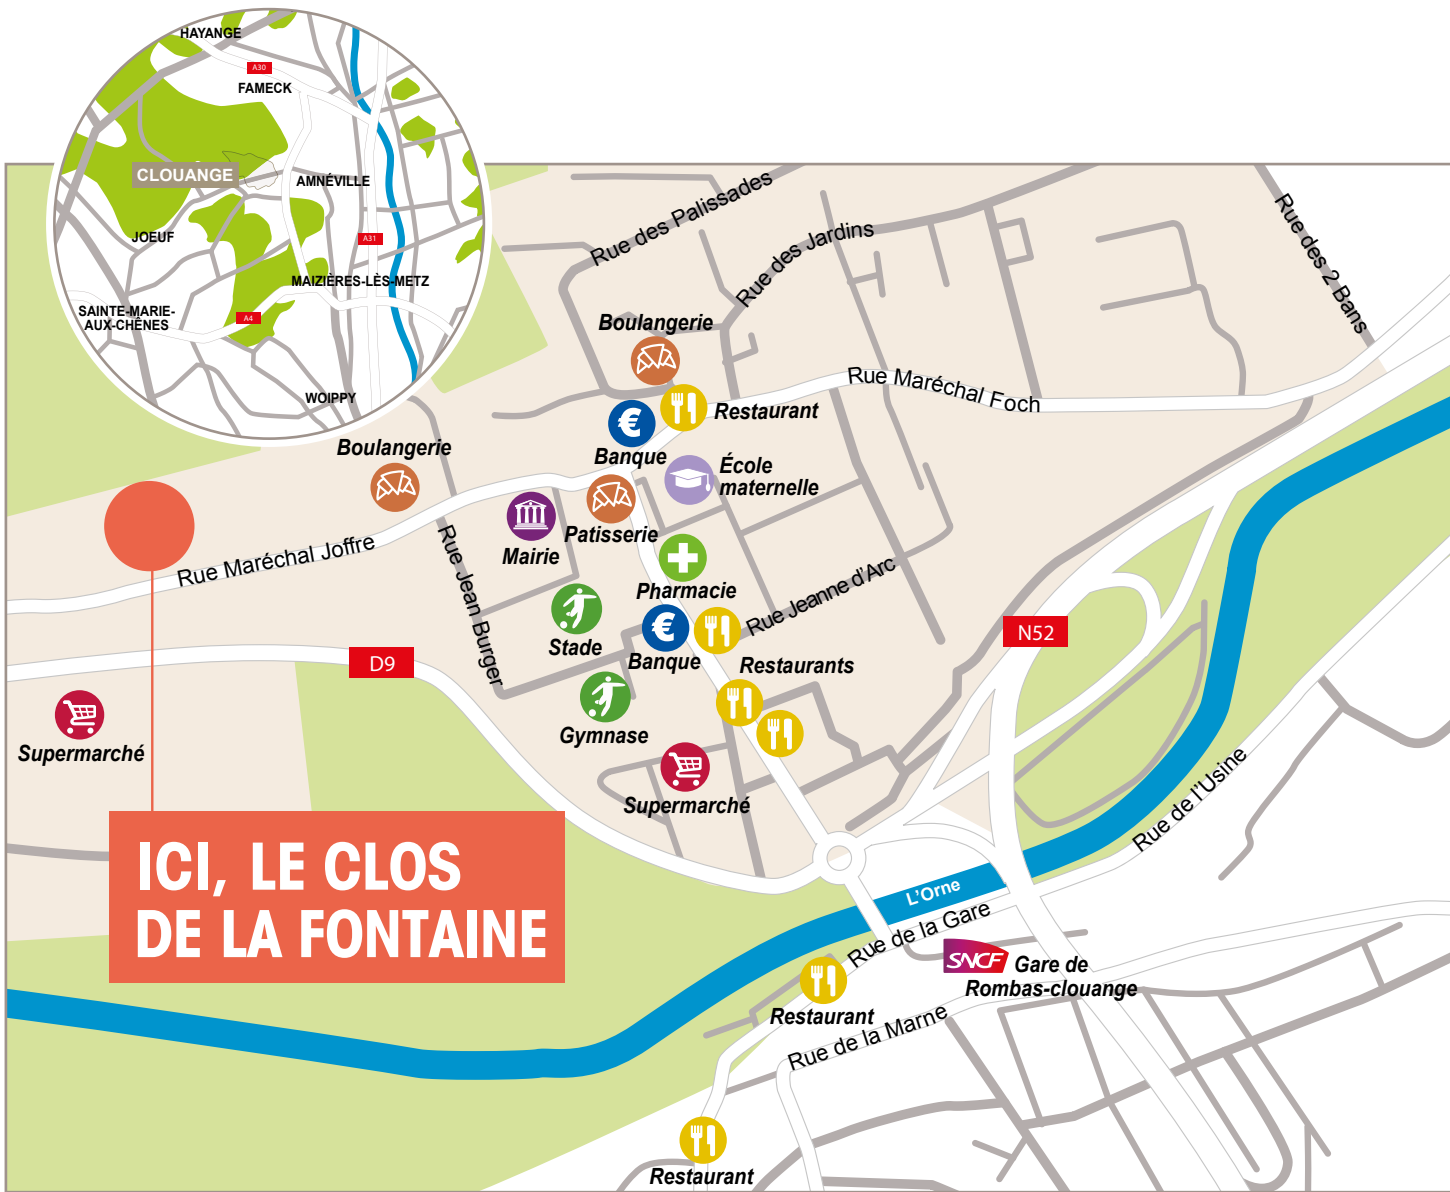 HAYANGE
A30
FAMECK
CLOUANGE
AMNÉVILLE
JOEUF
A31
MAIZIÈRES-LÈS-METZ
SAINTE-MARIE-
AUX-CHÊNES
A4
WOIPPY
Rue des Palissades
Rue des Jardins
Rue des 2 Bans
Boulangerie
Rue Maréchal Foch
Restaurant
Banque
Boulangerie
École
maternelle
Mairie
Patisserie
Rue Maréchal Joffre
Rue Jean Burger
Pharmacie
Rue Jeanne d'Arc
Stade
Banque
Restaurants
N52
D9
Gymnase
Supermarché
Supermarché
Rue de l'Usine
ICI, LE CLOS
DE LA FONTAINE
L'Orne
Rue de la Gare
SNCF
Gare de
Rombas-clouange
Restaurant
Rue de la Marne
Restaurant